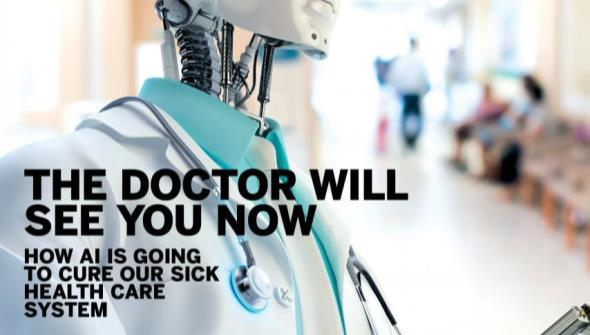 THE DOCTOR WILL
SEE YOU NOW
HOW AI IS GOING
TO CURE OUR SICK
HEALTH CARE
SYSTEM